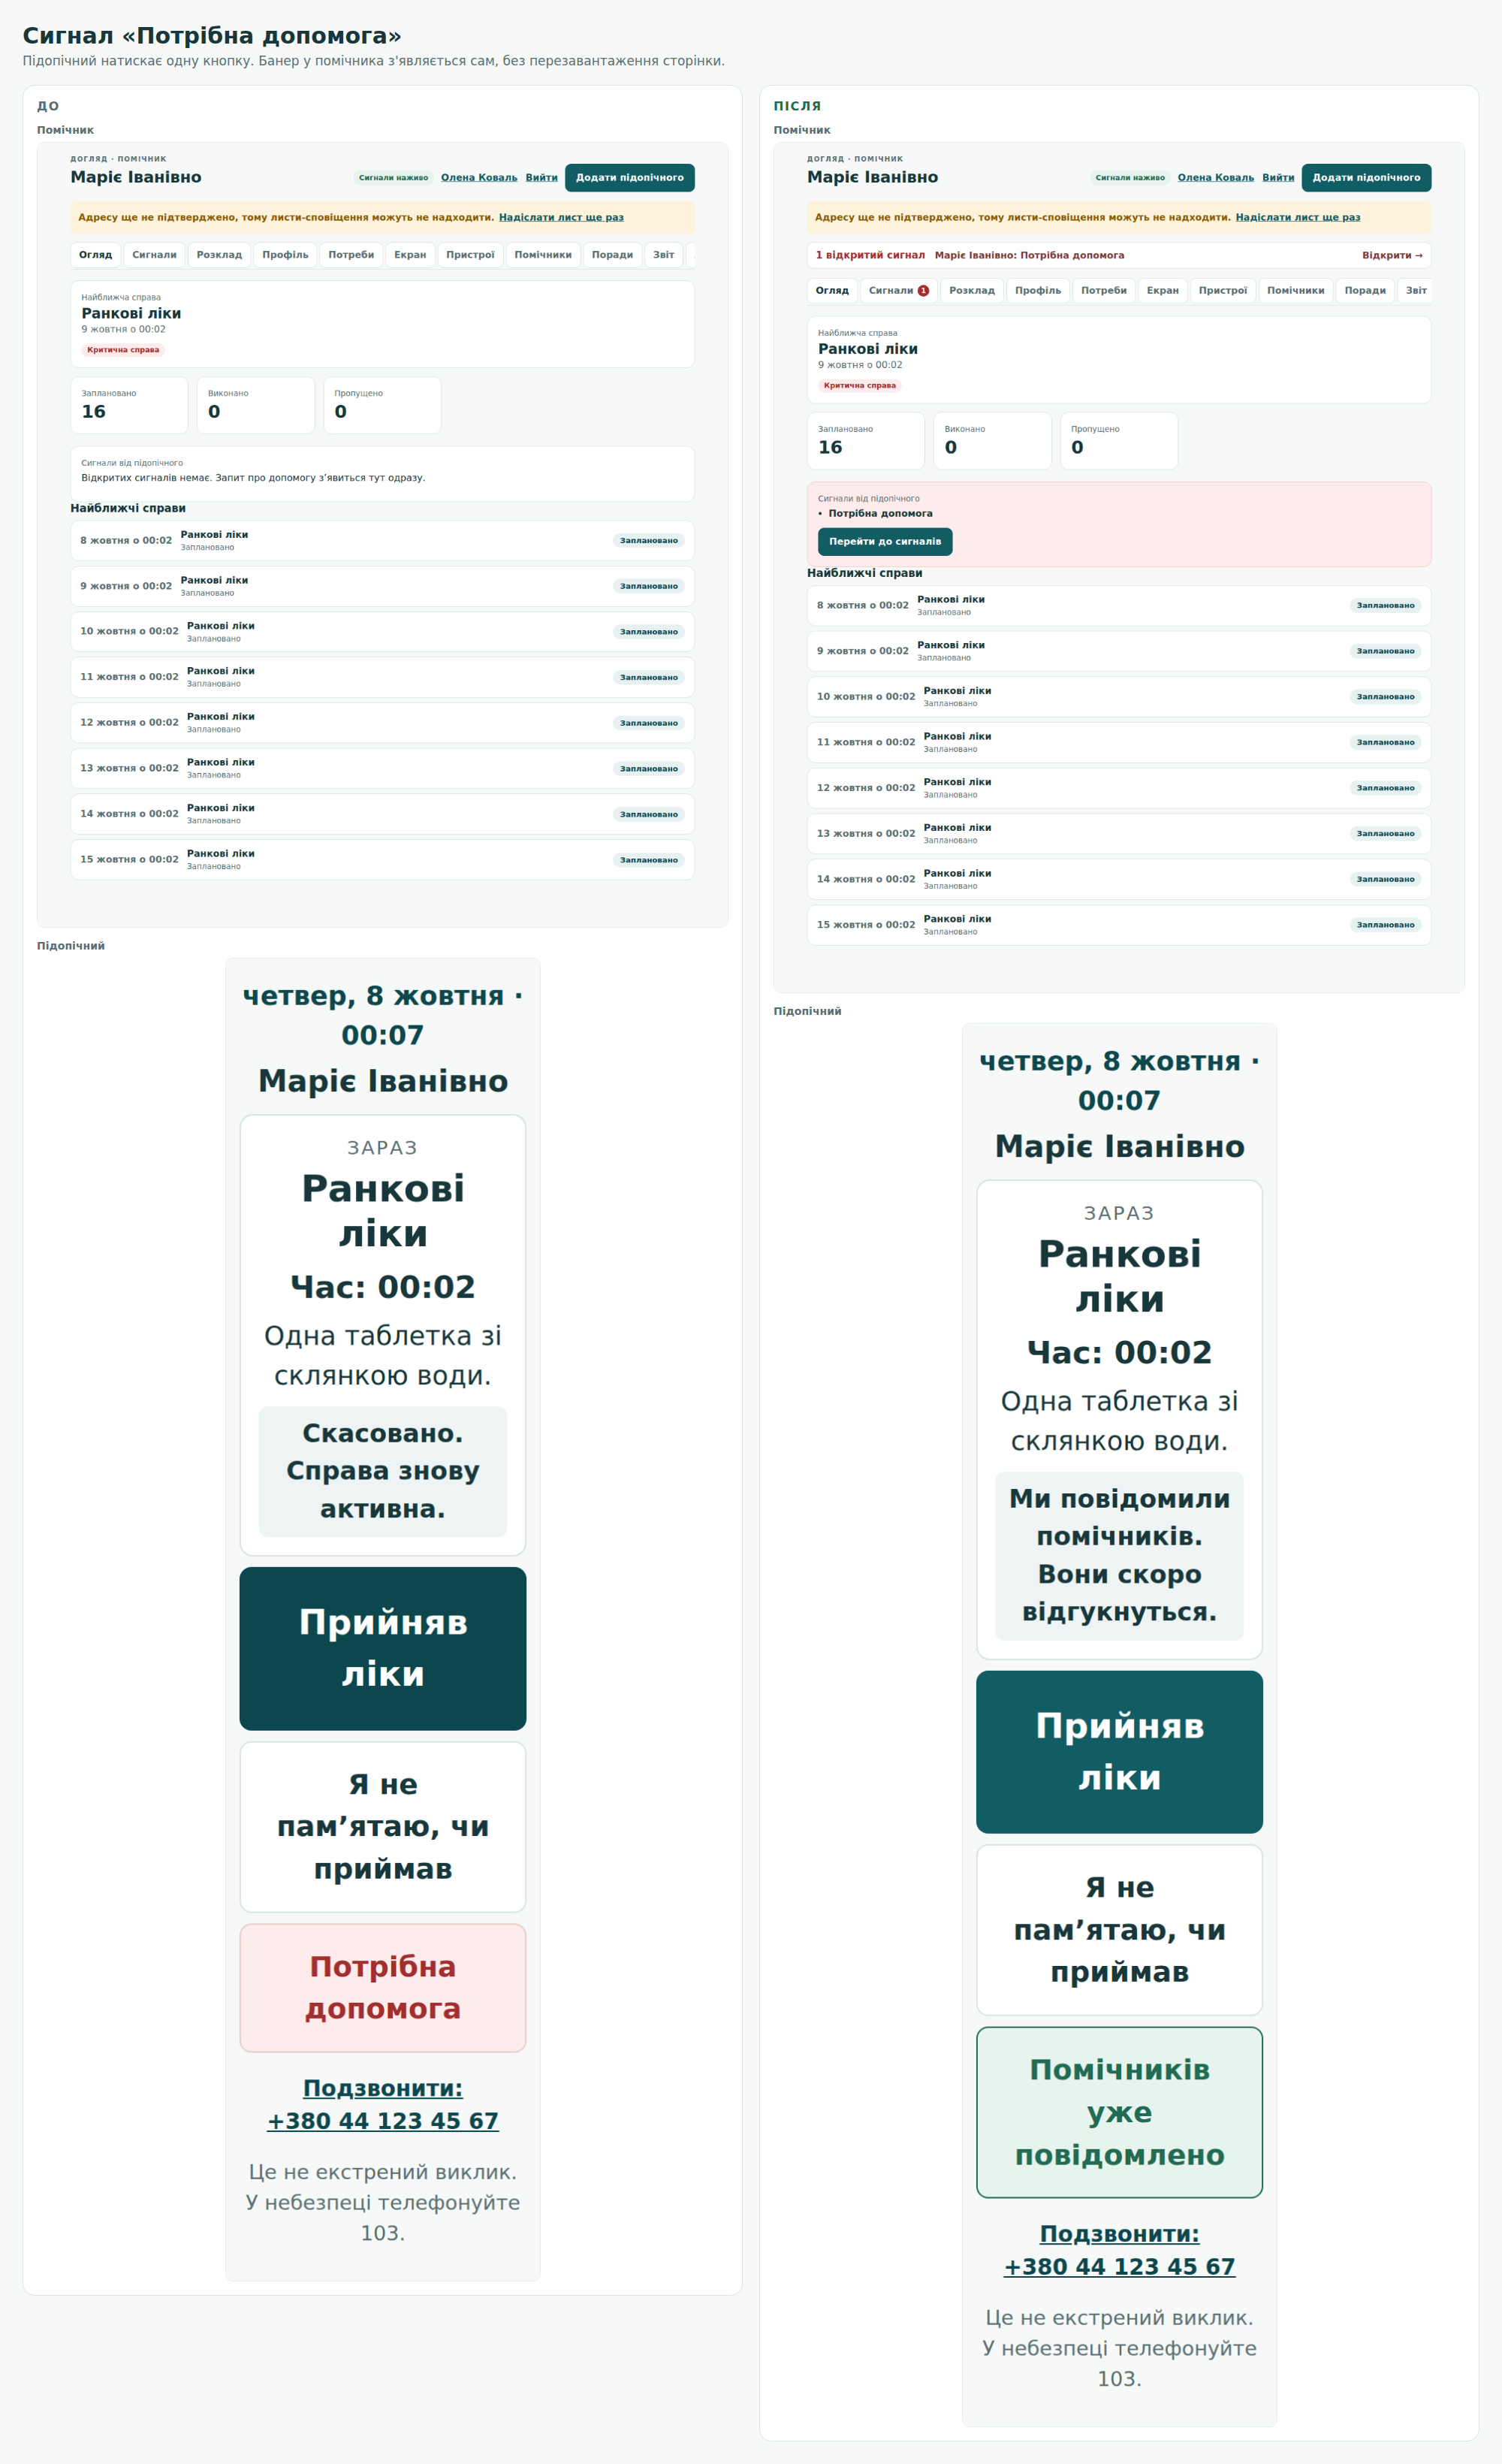 Сигнал «Потрібна допомога»
Підопічний натискає одну кнопку. Банер у помічника з'являється сам, без перезавантаження сторінки.
ДО
Помічник
ДОГЛЯД · ПОМІЧНИК
Маріє Іванівно
Сигнали наживо
Олена Коваль
Вийти
Додати підопічного
Адресу ще не підтверджено, тому листи-сповіщення можуть не надходити. Надіслати лист ще раз
Огляд
Сигнали
Розклад
Профіль
Потреби
Екран
Пристрої
Помічники
Поради
Звіт
Найближча справа
Ранкові ліки
9 жовтня о 00:02
Критична справа
Заплановано
16
Виконано
0
Пропущено
0
Сигнали від підопічного
Відкритих сигналів немає. Запит про допомогу з’явиться тут одразу.
Найближчі справи
8 жовтня о 00:02
Ранкові ліки
Заплановано
Заплановано
9 жовтня о 00:02
Ранкові ліки
Заплановано
Заплановано
10 жовтня о 00:02
Ранкові ліки
Заплановано
Заплановано
11 жовтня о 00:02
Ранкові ліки
Заплановано
Заплановано
12 жовтня о 00:02
Ранкові ліки
Заплановано
Заплановано
13 жовтня о 00:02
Ранкові ліки
Заплановано
Заплановано
14 жовтня о 00:02
Ранкові ліки
Заплановано
Заплановано
15 жовтня о 00:02
Ранкові ліки
Заплановано
Заплановано
Підопічний
четвер, 8 жовтня ·
00:07
Маріє Іванівно
ЗАРАЗ
Ранкові
ліки
Час: 00:02
Одна таблетка зі
склянкою води.
Скасовано.
Справа знову
активна.
Прийняв
ліки
Я не
пам’ятаю, чи
приймав
Потрібна
допомога
Подзвонити:
+380 44 123 45 67
Це не екстрений виклик.
У небезпеці телефонуйте
103.
ПІСЛЯ
Помічник
ДОГЛЯД · ПОМІЧНИК
Маріє Іванівно
Сигнали наживо
Олена Коваль
Вийти
Додати підопічного
Адресу ще не підтверджено, тому листи-сповіщення можуть не надходити. Надіслати лист ще раз
1 відкритий сигнал
Маріє Іванівно: Потрібна допомога
Відкрити →
Огляд
Сигнали 1
Розклад
Профіль
Потреби
Екран
Пристрої
Помічники
Поради
Звіт
Найближча справа
Ранкові ліки
9 жовтня о 00:02
Критична справа
Заплановано
16
Виконано
0
Пропущено
0
Сигнали від підопічного
• Потрібна допомога
Перейти до сигналів
Найближчі справи
8 жовтня о 00:02
Ранкові ліки
Заплановано
Заплановано
9 жовтня о 00:02
Ранкові ліки
Заплановано
Заплановано
10 жовтня о 00:02
Ранкові ліки
Заплановано
Заплановано
11 жовтня о 00:02
Ранкові ліки
Заплановано
Заплановано
12 жовтня о 00:02
Ранкові ліки
Заплановано
Заплановано
13 жовтня о 00:02
Ранкові ліки
Заплановано
Заплановано
14 жовтня о 00:02
Ранкові ліки
Заплановано
Заплановано
15 жовтня о 00:02
Ранкові ліки
Заплановано
Заплановано
Підопічний
четвер, 8 жовтня ·
00:07
Маріє Іванівно
ЗАРАЗ
Ранкові
ліки
Час: 00:02
Одна таблетка зі
склянкою води.
Ми повідомили
помічників.
Вони скоро
відгукнуться.
Прийняв
ліки
Я не
пам’ятаю, чи
приймав
Помічників
уже
повідомлено
Подзвонити:
+380 44 123 45 67
Це не екстрений виклик.
У небезпеці телефонуйте
103.